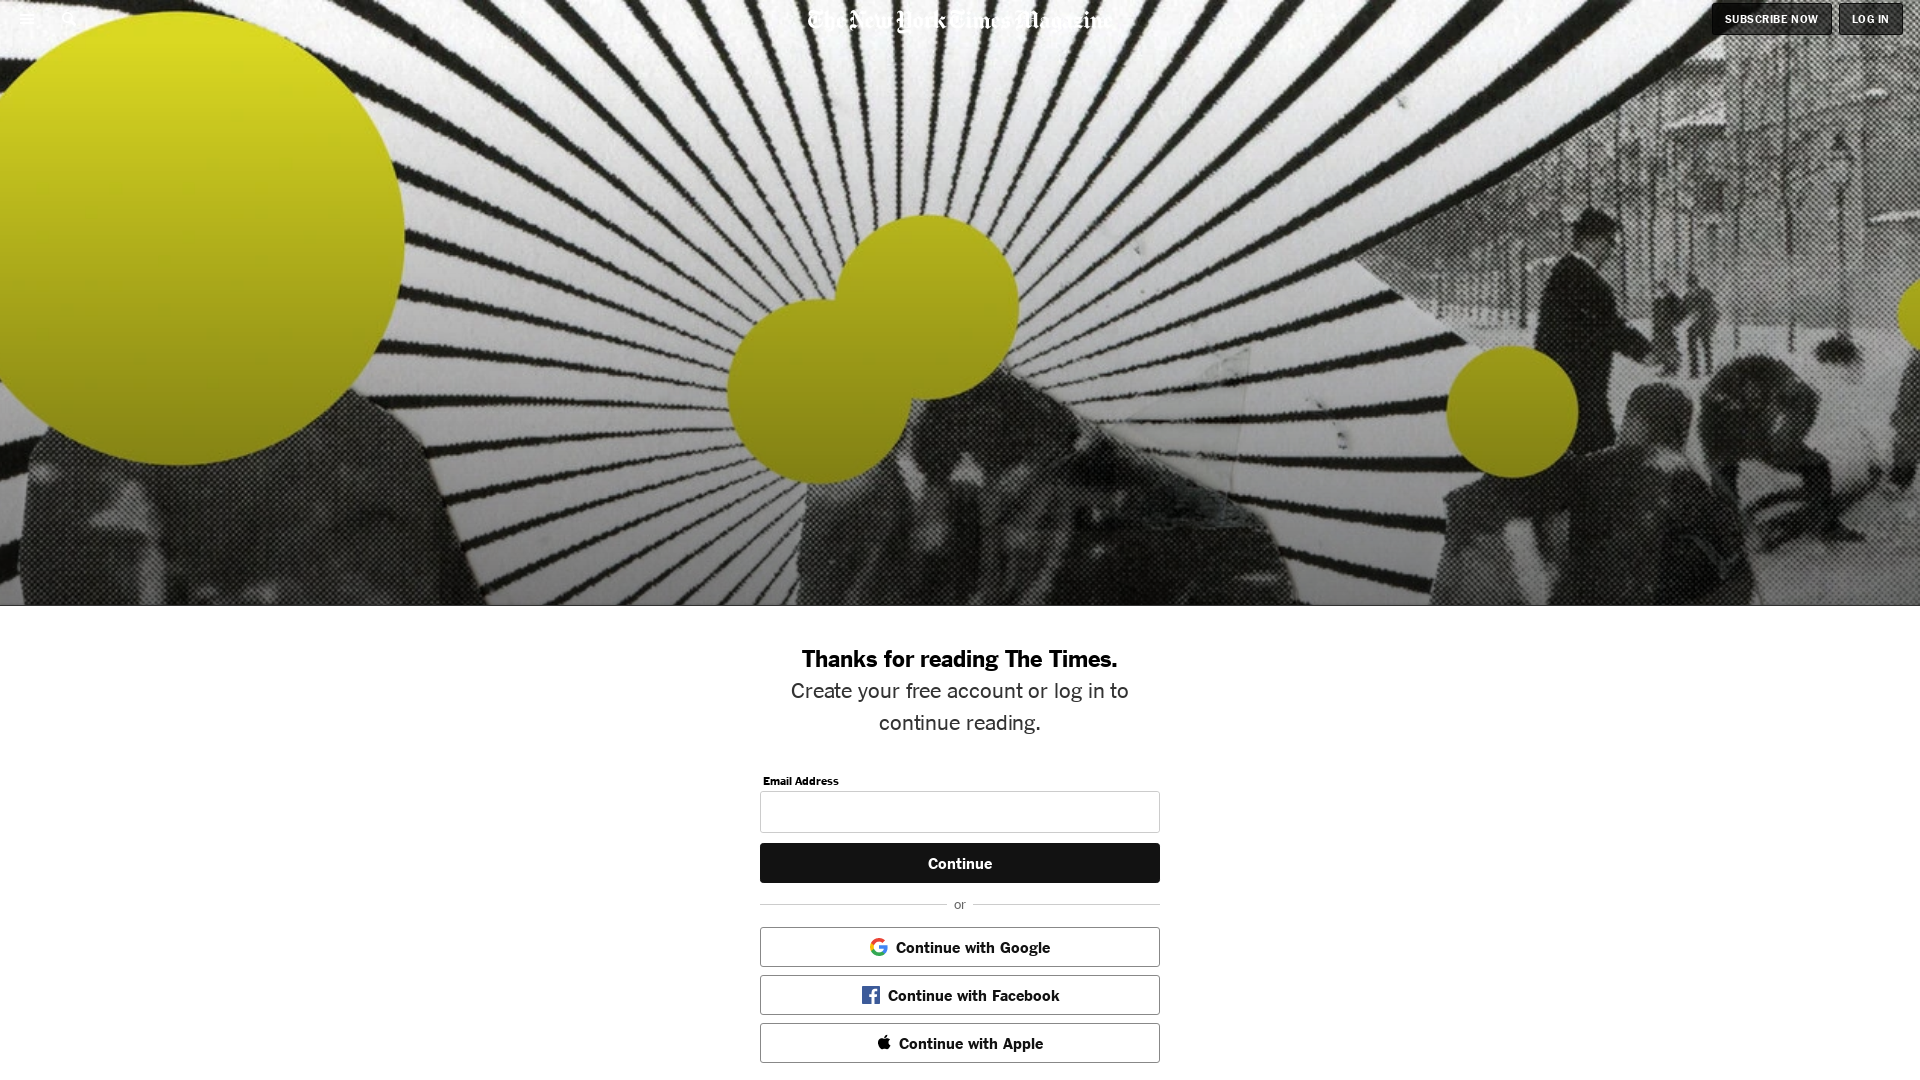 The New York Times Magazine
SUBSCRIBE NOW
LOG IN
Thanks for reading The Times.
Create your free account or log in to
continue reading.
Email Address
Continue
or
Continue with Google
Continue with Facebook
Continue with Apple